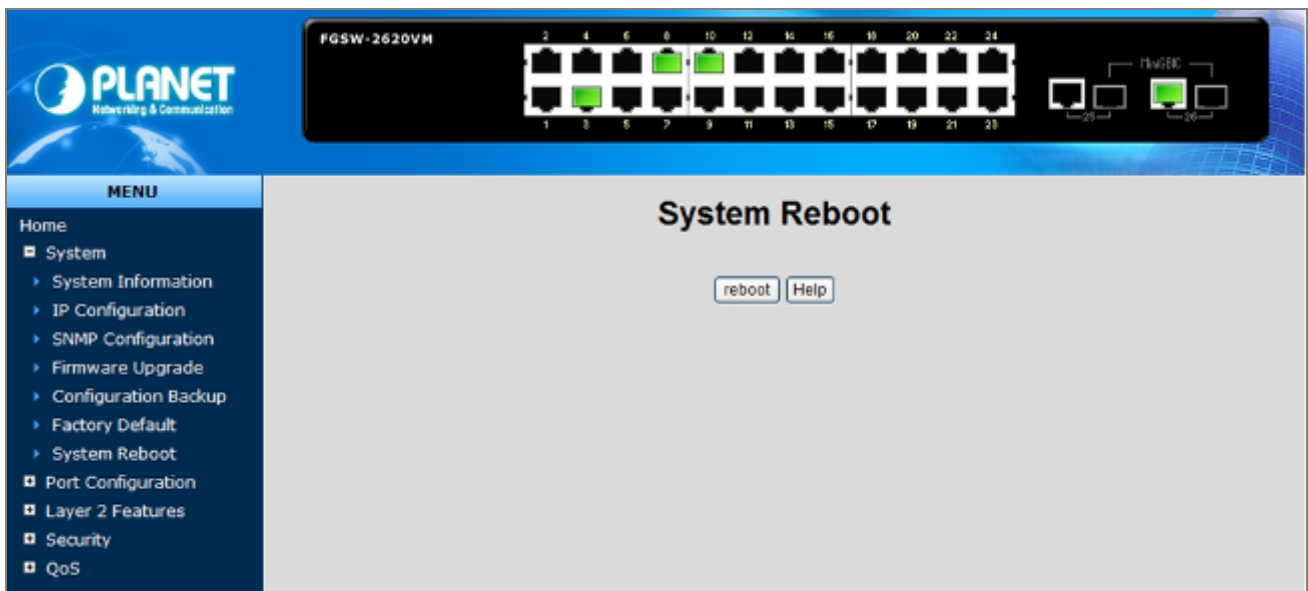 FGSW-2620VM
2 4 6 8 10 12 14 16 18 20 22 24
MiniGBIC
25 26
1 3 5 7 9 11 13 15 17 19 21 23
PLANET
Networking & Communication
MENU
Home
System
System Information
IP Configuration
SNMP Configuration
Firmware Upgrade
Configuration Backup
Factory Default
System Reboot
Port Configuration
Layer 2 Features
Security
QoS
System Reboot
reboot Help